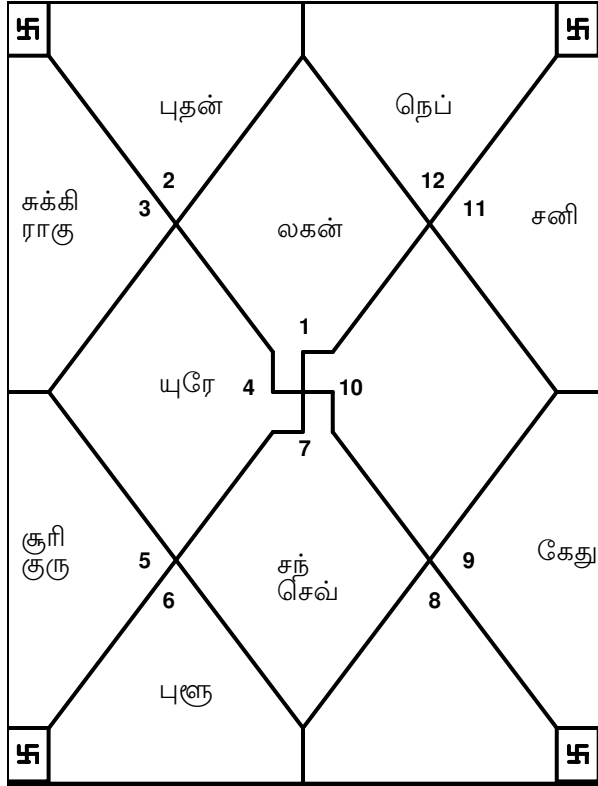 புதன்
நெப்
2
12
சுக்கி
ராகு
3
11
சனி
லகன்
1
யுரே
4
10
7
சூரி
குரு
5
சந்
செவ்
9
கேது
6
8
புளூ